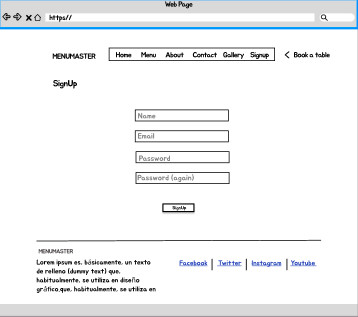 Web Page
https//
MENUMASTER
Home Menu About Contact Gallery Signup
Book a table
SignUp
Name
Email
Password
Password (again)
SignUp
MENUMASTER
Lorem ipsum es, básicamente, un texto
de relleno (dummy text) que,
habitualmente, se utiliza en diseño
gráfico,que, habitualmente, se utiliza en
Facebook Twitter Instagram Youtube